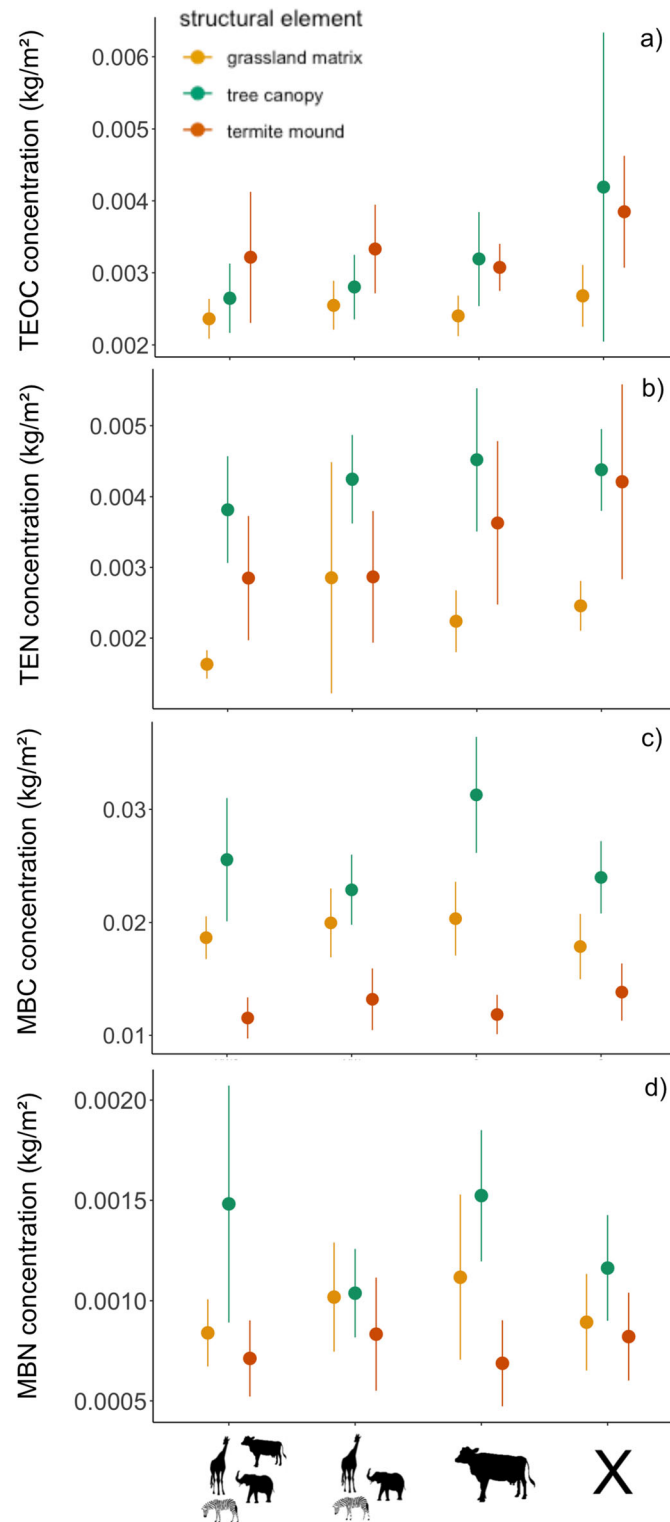 structural element
a)
grassland matrix
tree canopy
termite mound
TEOC concentration (kg/m²)
0.006
0.005
0.004
0.003
0.002
b)
TEN concentration (kg/m²)
0.005
0.004
0.003
0.002
c)
MBC concentration (kg/m²)
0.03
0.02
0.01
d)
MBN concentration (kg/m²)
0.0020
0.0015
0.0010
0.0005
X